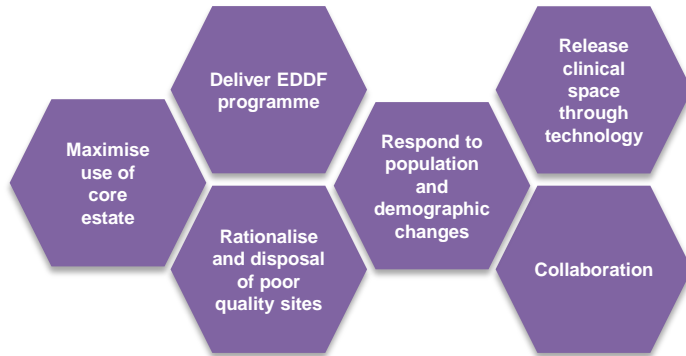 Maximise
use of
core
estate
Deliver EDDF
programme
Rationalise
and disposal
of poor
quality sites
Respond to
population
and
demographic
changes
Release
clinical
space
through
technology
Collaboration